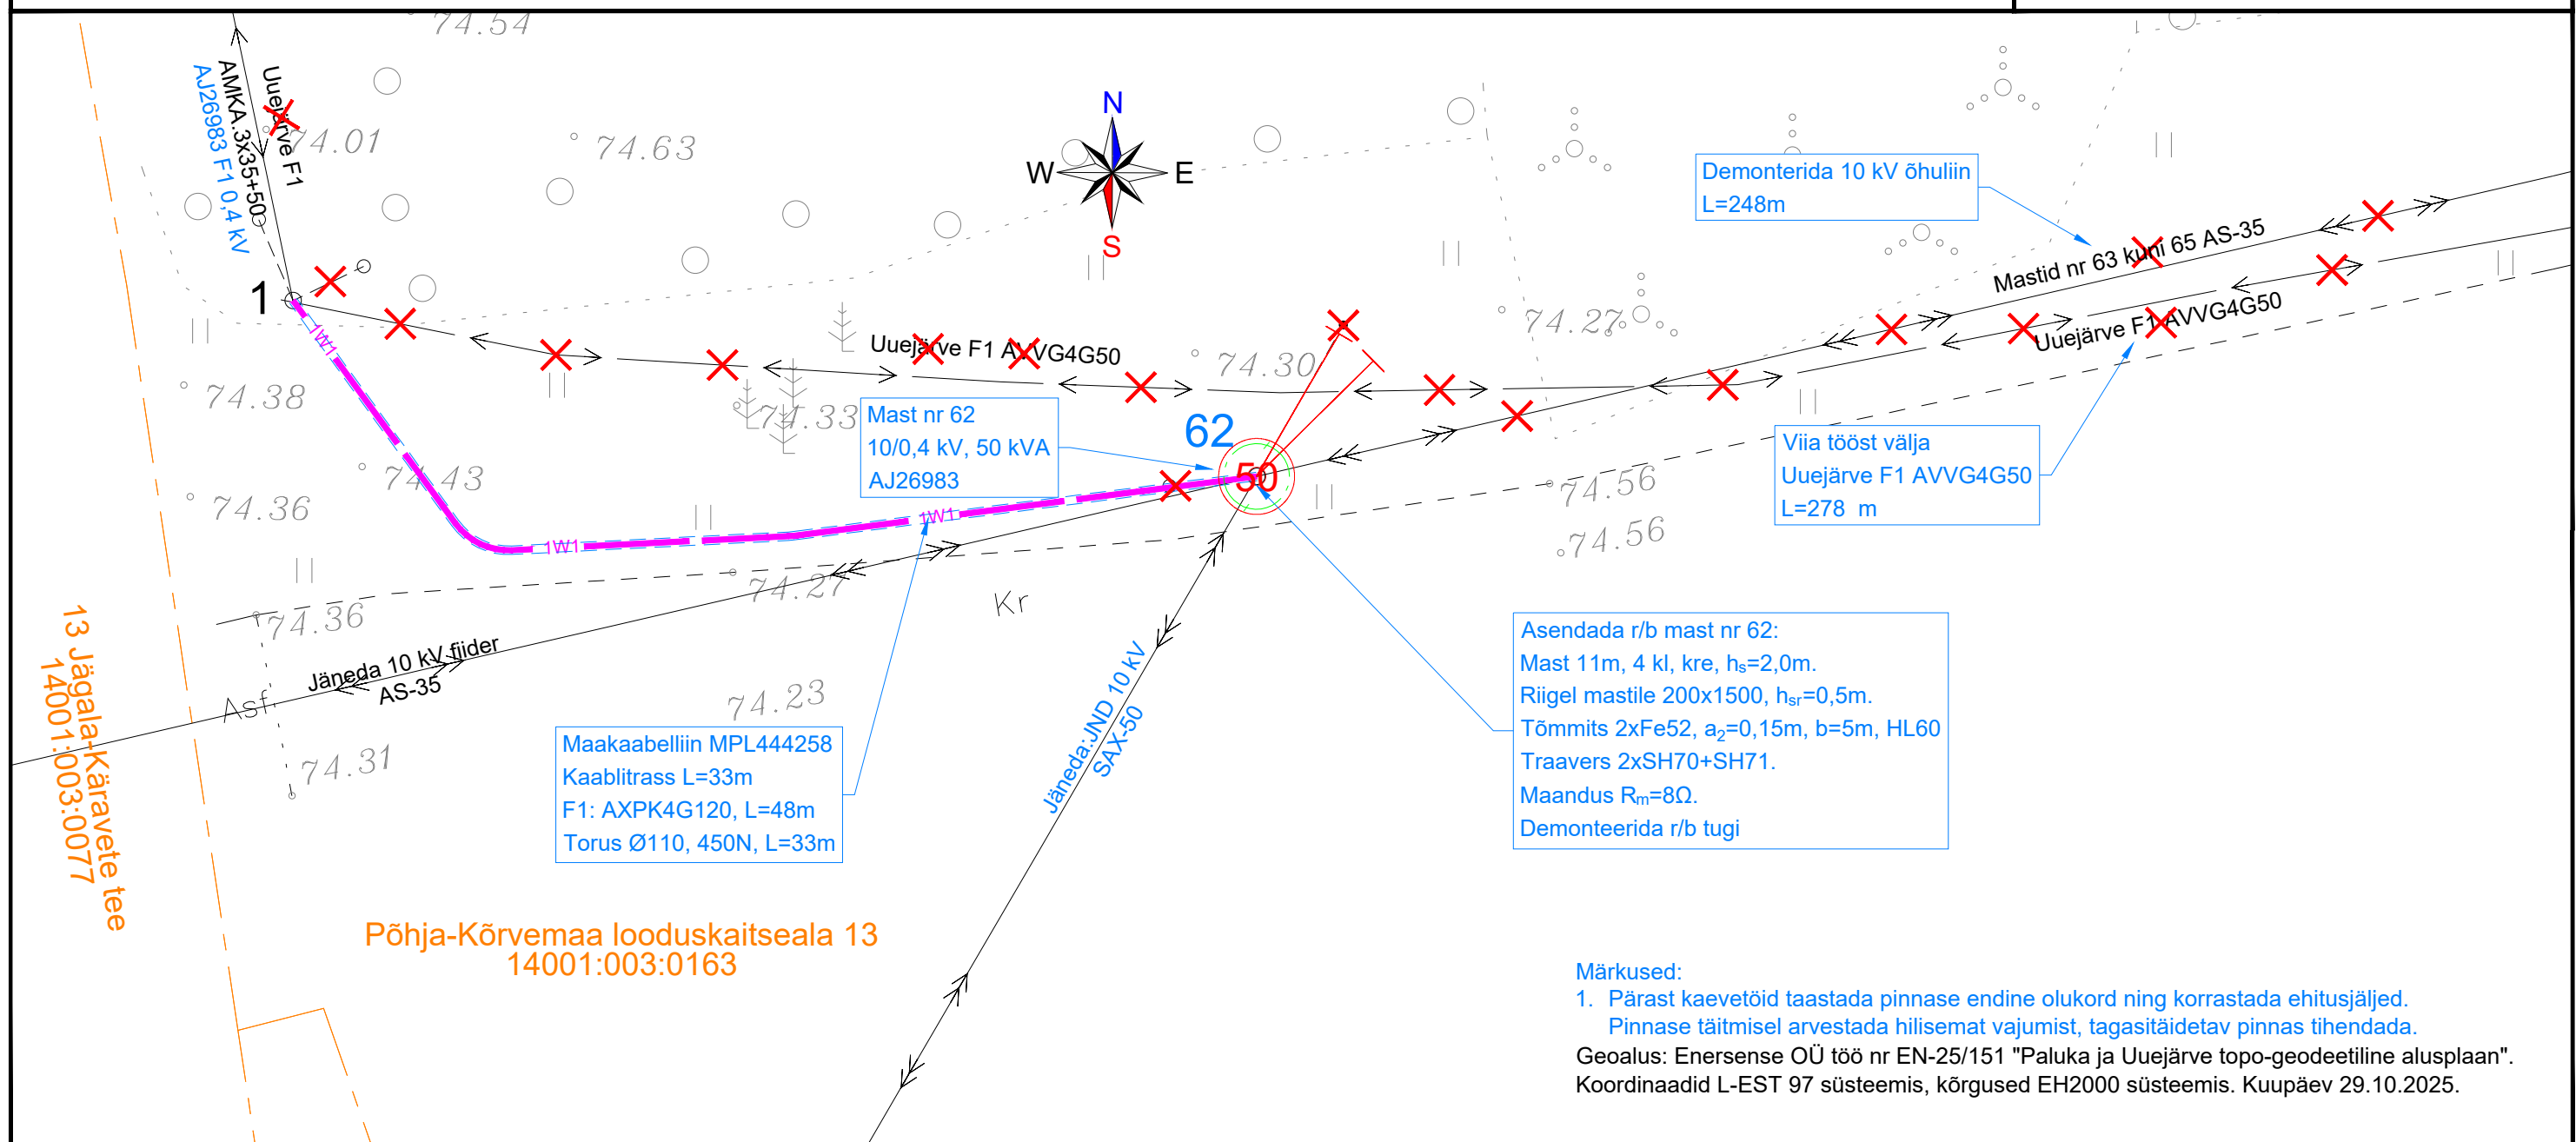 74.54
Uuejärve F1
AMKA.3x35+50
AJ26983 F1 0,4 kV
74.01
74.63
N
W
E
S
Demonterida 10 kV õhuliin
L=248m
Mastid nr 63 kuni 65 AS-35
Uuejärve F1 AVVG4G50
1
1W1
Uuejärve F1 AVVG4G50
74.30
74.27
74.38
74.33
Mast nr 62
10/0,4 kV, 50 kVA
AJ26983
62
50
Viia tööst välja
Uuejärve F1 AVVG4G50
L=278 m
74.43
74.36
74.56
74.56
1W1
1W1
74.27
Kr
74.36
13 Jägala-Käravete tee
14001:003:0077
Jäneda 10 kV fiider
AS-35
Asf.
74.23
74.31
Jäneda:JND 10 kV
SAX-50
Maakaabelliin MPL444258
Kaablitrass L=33m
F1: AXPK4G120, L=48m
Torus Ø110, 450N, L=33m
Asendada r/b mast nr 62:
Mast 11m, 4 kl, kre, hs=2,0m.
Riigel mastile 200x1500, hsr=0,5m.
Tõmmits 2xFe52, a2=0,15m, b=5m, HL60
Traavers 2xSH70+SH71.
Maandus Rm=8Ω.
Demonteerida r/b tugi
Põhja-Kõrvemaa looduskaitseala 13
14001:003:0163
Märkused:
1. Pärast kaevetöid taastada pinnase endine olukord ning korrastada ehitusjäljed.
Pinnase täitmisel arvestada hilisemat vajumist, tagasitäidetav pinnas tihendada.
Geoalus: Enersense OÜ töö nr EN-25/151 "Paluka ja Uuejärve topo-geodeetiline alusplaan".
Koordinaadid L-EST 97 süsteemis, kõrgused EH2000 süsteemis. Kuupäev 29.10.2025.